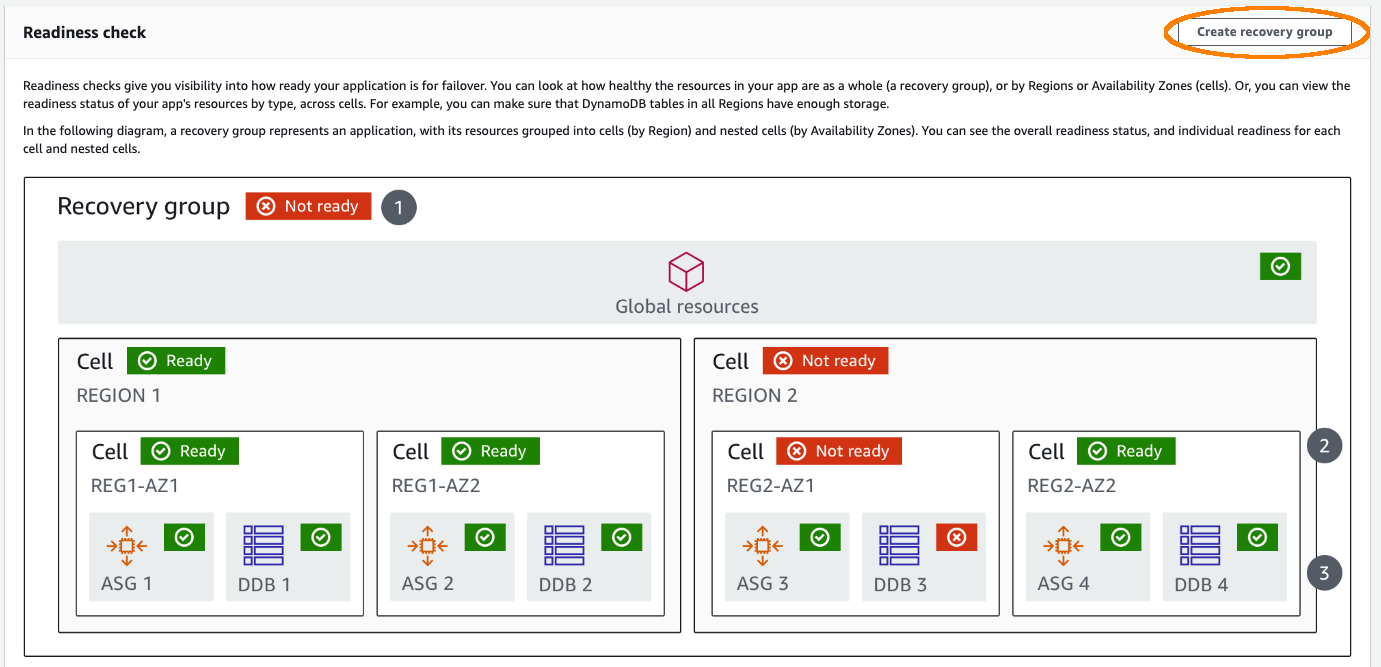 Readiness check
Create recovery group
Readiness checks give you visibility into how ready your application is for failover. You can look at how healthy the resources in your app are as a whole (a recovery group), or by Regions or Availability Zones (cells). Or, you can view the
readiness status of your app's resources by type, across cells. For example, you can make sure that DynamoDB tables in all Regions have enough storage.
In the following diagram, a recovery group represents an application, with its resources grouped into cells (by Region) and nested cells (by Availability Zones). You can see the overall readiness status, and individual readiness for each
cell and nested cells.
Recovery group Not ready 1
Global resources
Cell Ready
REGION 1
Cell Ready
REG1-AZ1
ASG 1
DDB 1
Cell Ready
REG1-AZ2
ASG 2
DDB 2
Cell Not ready
REGION 2
Cell Not ready
REG2-AZ1
ASG 3
DDB 3
Cell Ready
REG2-AZ2
ASG 4
DDB 4
2
3